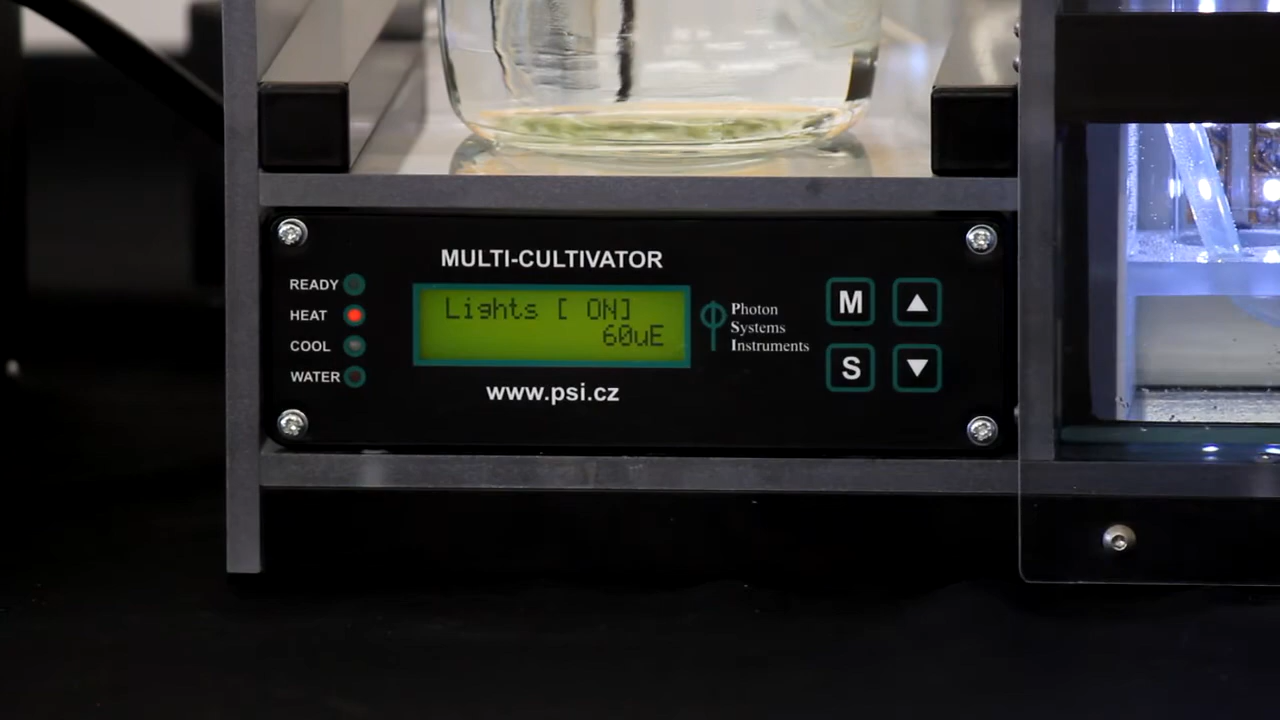 MULTI-CULTIVATOR
READY
HEAT
COOL
WATER
Lights [ ON]
60uE
Photon
Systems
Instruments
www.psi.cz
M
▲
S
▼